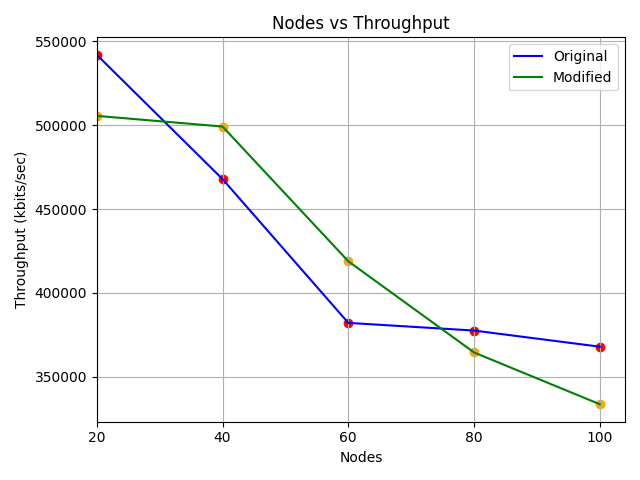 Nodes vs Throughput
550000
500000
450000
400000
350000
Throughput (kbits/sec)
Original
Modified
20
40
60
80
100
Nodes